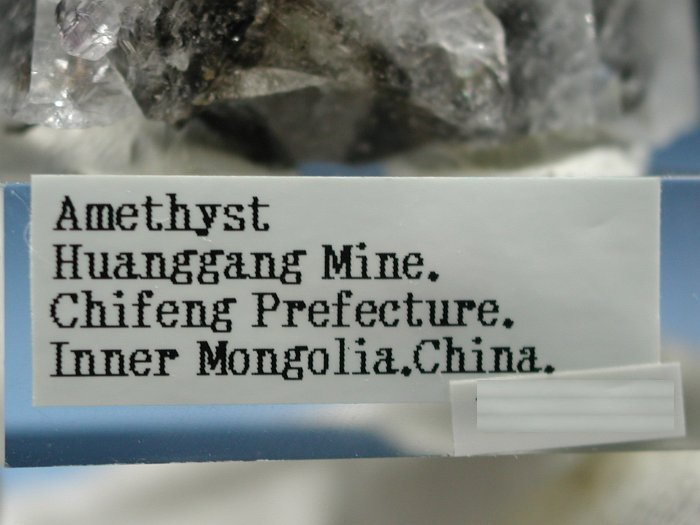 Amethyst
Huanggang Mine.
Chifeng Prefecture.
Inner Mongolia.China.